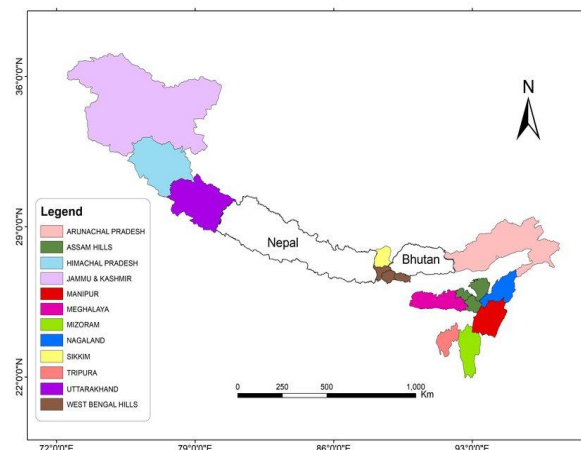 36°0'0"N
29°0'0"N
22°0'0"N
N
Nepal
Bhutan
Legend
ARUNACHAL PRADESH
ASSAM HILLS
HIMACHAL PRADESH
JAMMU & KASHMIR
MANIPUR
MEGHALAYA
MIZORAM
NAGALAND
SIKKIM
TRIPURA
UTTARAKHAND
WEST BENGAL HILLS
0 250 500 1,000
Km
72°0'0"E 79°0'0"E 86°0'0"E 93°0'0"E